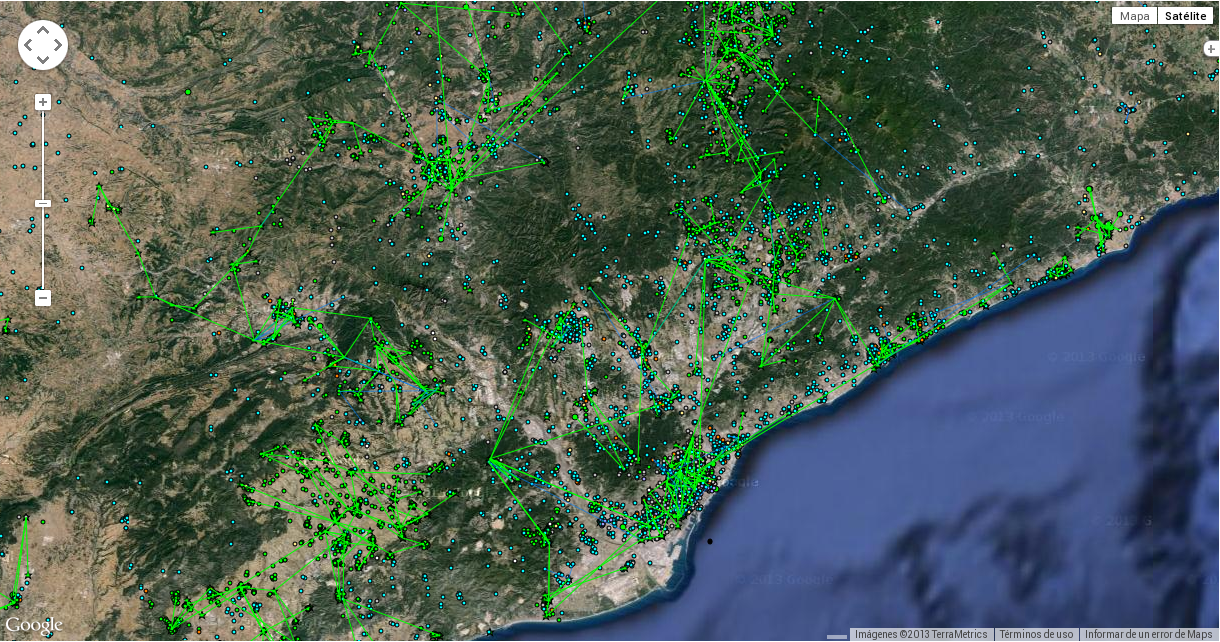 Mapa Satélite
© 2013 Google
© 2013 Google
© 2013 G
© 2013 Google
Google
Imágenes ©2013 TerraMetrics Términos de uso Informar de un error de Maps